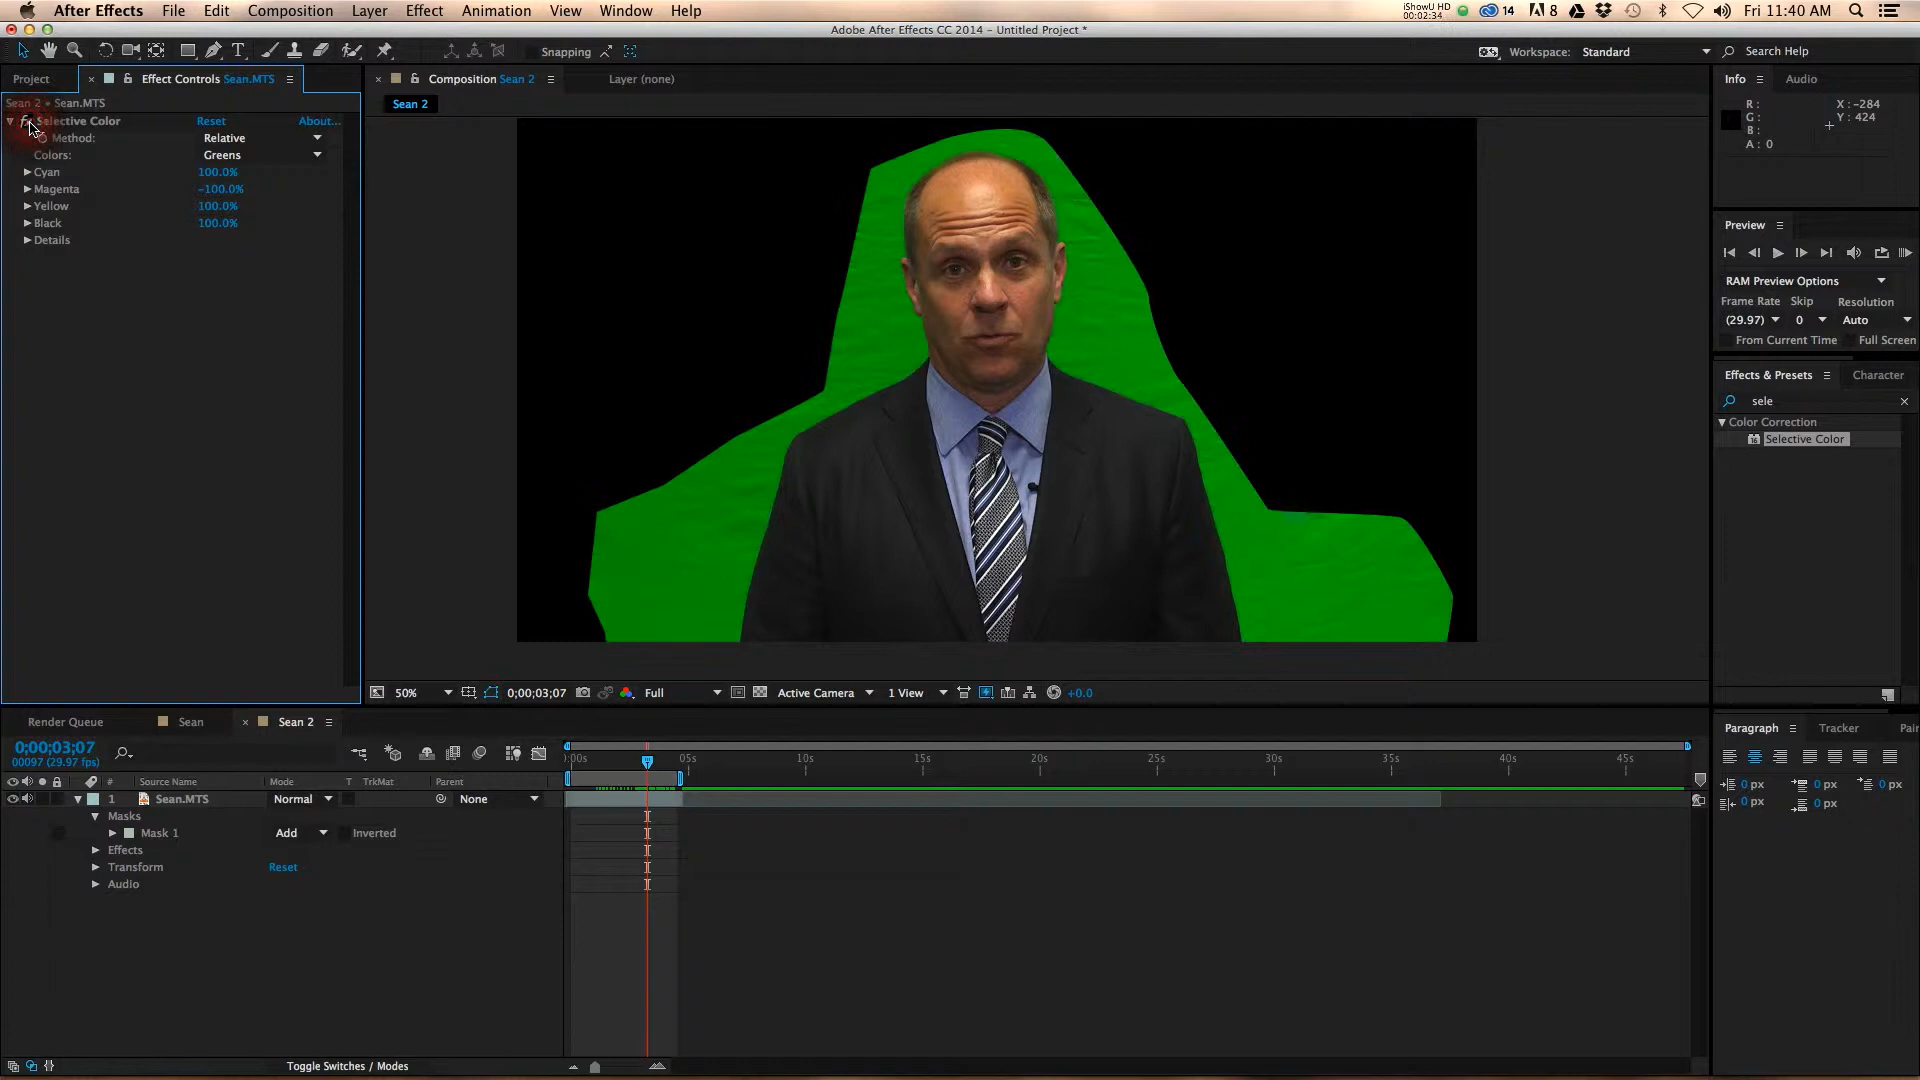 After Effects File Edit Composition Layer Effect Animation View Window Help iShowU HD 00:02:34 14 8 Fri 11:40 AM
Adobe After Effects CC 2014 - Untitled Project *
Snapping Workspace: Standard Search Help
Project Effect Controls Sean.MTS Composition Sean 2 Layer (none) Info Audio
Sean 2 • Sean.MTS Sean 2
Selective Color Reset About...
Method: Relative
Colors: Greens
Cyan 100.0%
Magenta -100.0%
Yellow 100.0%
Black 100.0%
Details
R: X: -284
G: Y: 424
B:
A: 0
Preview
RAM Preview Options
Frame Rate Skip Resolution
(29.97) 0 Auto
From Current Time Full Screen
Effects & Presets Character
sele
Color Correction
Selective Color
50% 0;00;03;07 Full Active Camera 1 View +0.0
Render Queue Sean Sean 2
0;00;03;07
00097 (29.97 fps)
:00s 05s 10s 15s 20s 25s 30s 35s 40s 45s
# Source Name Mode T TrkMat Parent
1 Sean.MTS Normal None
Masks
Mask 1 Add Inverted
Effects
Transform Reset
Audio
Toggle Switches / Modes
Paragraph Tracker
0 px 0 px 0 px
0 px 0 px